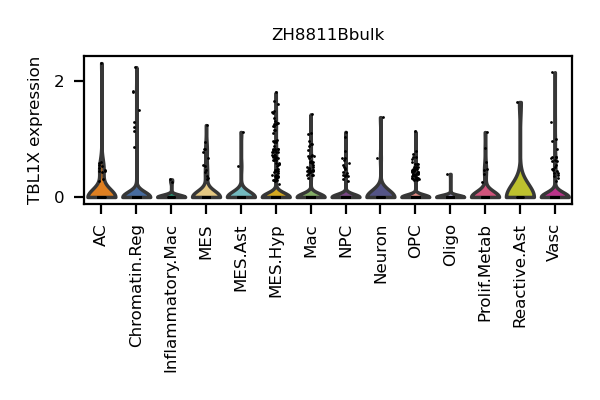 ZH8811Bbulk
TBL1X expression
2
0
AC
Chromatin.Reg
Inflammatory.Mac
MES
MES.Ast
MES.Hyp
Mac
NPC
Neuron
OPC
Oligo
Prolif.Metab
Reactive.Ast
Vasc